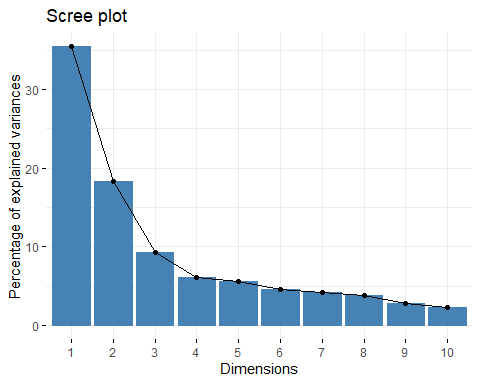 Scree plot
Percentage of explained variances
30
20
10
0
1 2 3 4 5 6 7 8 9 10
Dimensions